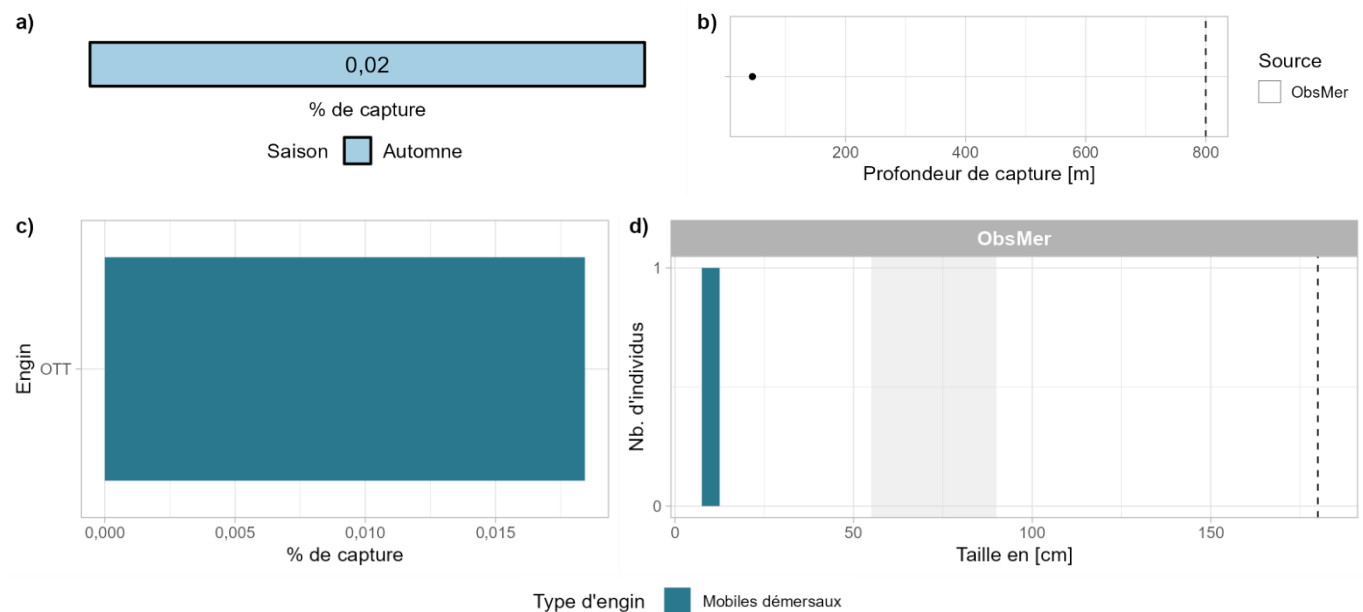 a)
0,02
% de capture
Saison Automne
b)
200 400 600 800
Profondeur de capture [m]
Source
ObsMer
c)
Engin
OTT
0,000 0,005 0,010 0,015
% de capture
d)
ObsMer
Nb. d'individus
1
0
0 50 100 150
Taille en [cm]
Type d'engin Mobiles démersaux